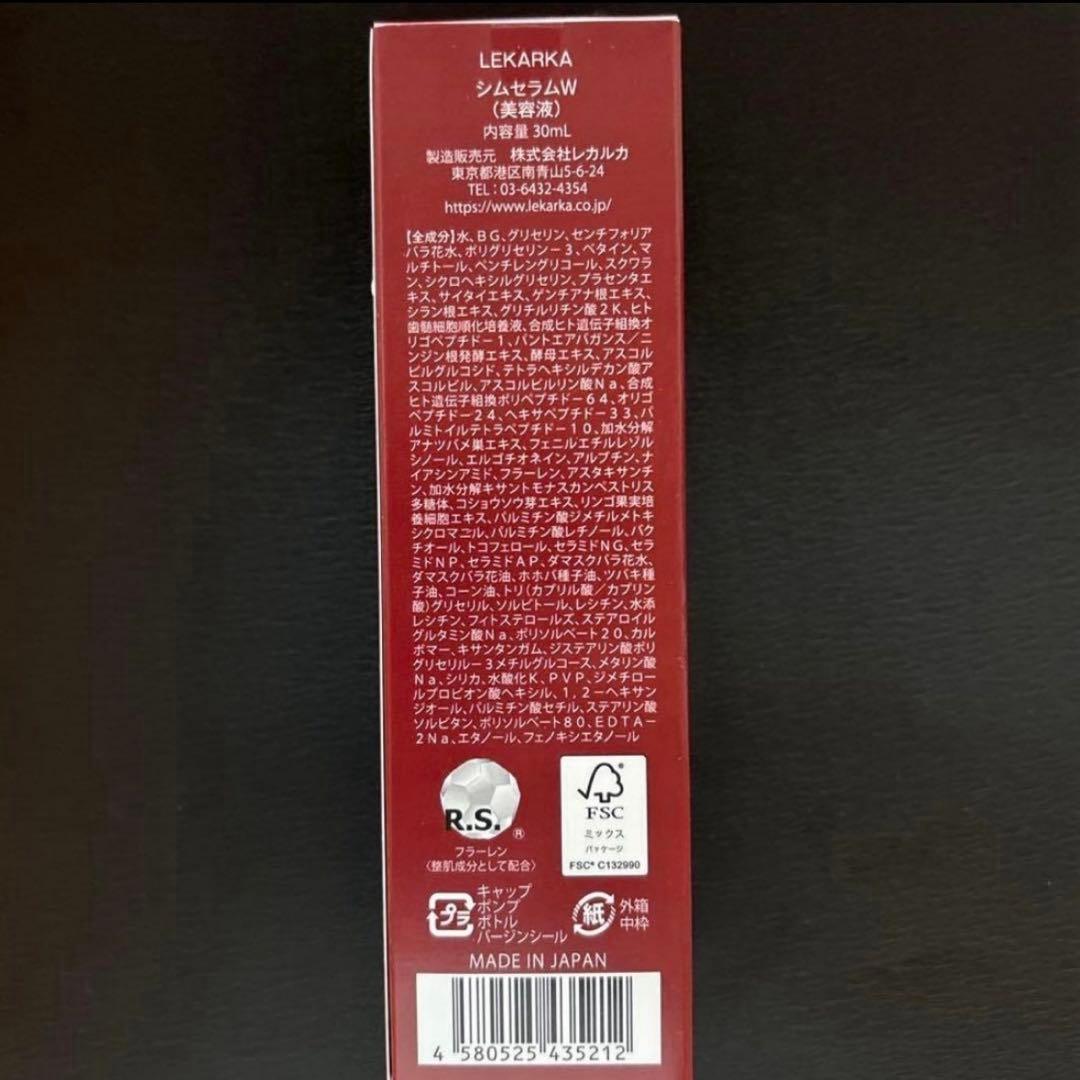 LEKARKA
シムセラムW
(美容液)
内容量 30mL
製造販売元 株式会社レカルカ
東京都港区南青山5-6-24
TEL:03-6432-4354
https://www.lekarka.co.jp/
【全成分】水、BG、グリセリン、センチフォリア
バラ花水、ポリグリセリン-3、ベタイン、マ
ルチトール、ペンチレングリコール、スクワラ
ン、シクロヘキシルグリセリン、プラセンタエ
キス、サイタイエキス、ゲンチアナ根エキス、
シラン根エキス、グリチルリチン酸2K、ヒト
歯髄細胞順化培養液、合成ヒト遺伝子組換オ
リゴペプチド-1、パントエアバガンス/ニ
ンジン根発酵エキス、酵母エキス、アスコル
ビルグルコシド、テトラヘキシルデカン酸ア
スコルビル、アスコルビルリン酸Na、合成
ヒト遺伝子組換ポリペプチド-64、オリゴ
ペプチド-24、ヘキサペプチド-33、パ
ルミトイルテトラペプチド-10、加水分解
アナツバメ巣エキス、フェニルエチルレゾル
シノール、エルゴチオネイン、アルブチン、ナ
イアシンアミド、フラーレン、アスタキサンチ
ン、加水分解キサントモナスカンペストリス
多糖体、コショウソウ芽エキス、リンゴ果実培
養細胞エキス、パルミチン酸ジメチルメトキ
シクロマニル、パルミチン酸レチノール、バク
チオール、トコフェロール、セラミドNG、セラ
ミドNP、セラミドAP、ダマスクバラ花水、
ダマスクバラ花油、ホホバ種子油、ツバキ種
子油、コーン油、トリ(カプリル酸/カプリン
酸)グリセリル、ソルビトール、レシチン、水添
レシチン、フィトステロールズ、ステアロイル
グルタミン酸Na、ポリソルベート20、カル
ボマー、キサンタンガム、ジステアリン酸ポリ
グリセリル-3メチルグルコース、メタリン酸
Na、シリカ、水酸化K、PVP、ジメチロー
ルプロピオン酸ヘキシル、1,2-ヘキサン
ジオール、パルミチン酸セチル、ステアリン酸
ソルビタン、ポリソルベート80、EDTA-
2Na、エタノール、フェノキシエタノール
R.S.®
フラーレン
〈整肌成分として配合〉
FSC
ミックス
パッケージ
FSC® C132990
プラ
キャップ
ポンプ
ボトル
バージンシール
紙
外箱
中枠
MADE IN JAPAN
4 580525 435212